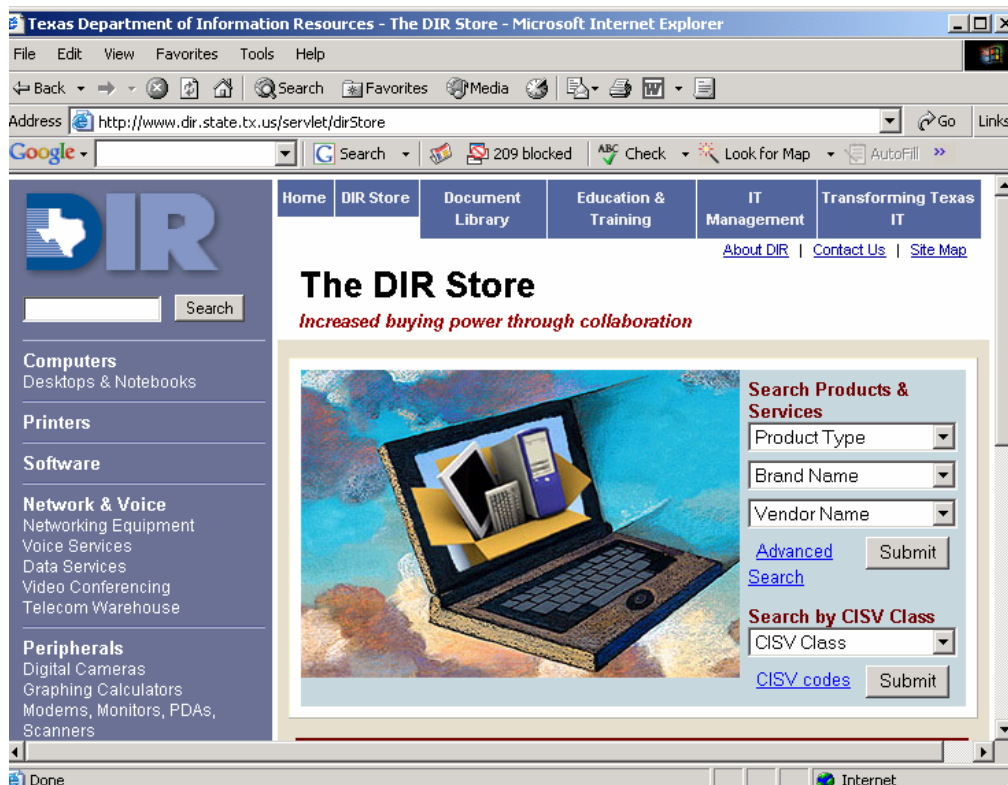 Texas Department of Information Resources - The DIR Store - Microsoft Internet Explorer
File Edit View Favorites Tools Help
Back Search Favorites Media
Address http://www.dir.state.tx.us/servlet/dirStore Go Links
Google Search 209 blocked ABC Check Look for Map AutoFill »
DIR
Search
Computers
Desktops & Notebooks
Printers
Software
Network & Voice
Networking Equipment
Voice Services
Data Services
Video Conferencing
Telecom Warehouse
Peripherals
Digital Cameras
Graphing Calculators
Modems, Monitors, PDAs,
Scanners
Home DIR Store Document Education & IT Transforming Texas
Library Training Management IT
About DIR | Contact Us | Site Map
The DIR Store
Increased buying power through collaboration
Search Products &
Services
Product Type
Brand Name
Vendor Name
Advanced Submit
Search
Search by CISV Class
CISV Class
CISV codes Submit
Done Internet